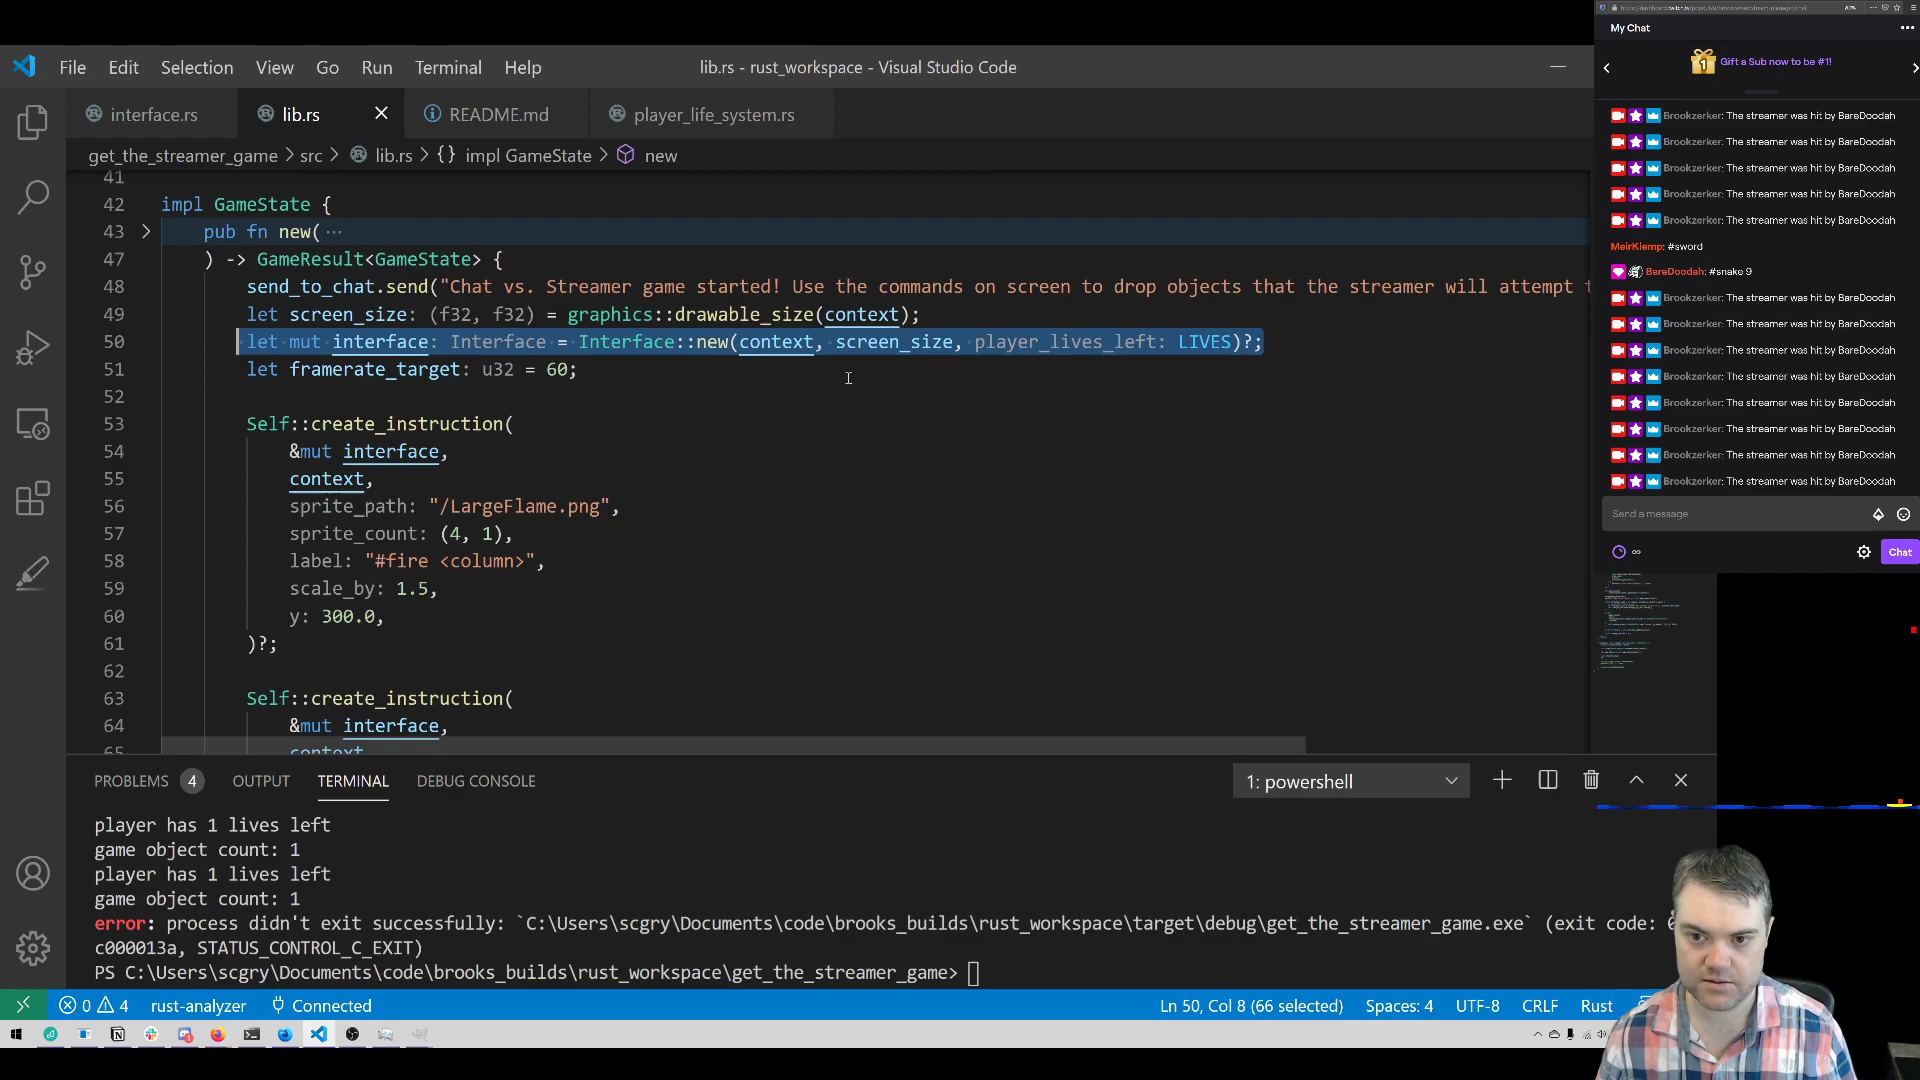 File Edit Selection View Go Run Terminal Help
lib.rs - rust_workspace - Visual Studio Code
interface.rs
lib.rs
README.md
player_life_system.rs
get_the_streamer_game > src > lib.rs > {} impl GameState > new
41
42 impl GameState {
43 pub fn new( ...
47 ) -> GameResult<GameState> {
48 send_to_chat.send("Chat vs. Streamer game started! Use the commands on screen to drop objects that the streamer will attempt t
49 let screen_size: (f32, f32) = graphics::drawable_size(context);
50 let mut interface: Interface = Interface::new(context, screen_size, player_lives_left: LIVES)?;
51 let framerate_target: u32 = 60;
52
53 Self::create_instruction(
54 &mut interface,
55 context,
56 sprite_path: "/LargeFlame.png",
57 sprite_count: (4, 1),
58 label: "#fire <column>",
59 scale_by: 1.5,
60 y: 300.0,
61 )?;
62
63 Self::create_instruction(
64 &mut interface,
65 context
PROBLEMS 4 OUTPUT TERMINAL DEBUG CONSOLE
1: powershell
player has 1 lives left
game object count: 1
player has 1 lives left
game object count: 1
error: process didn't exit successfully: `C:\Users\scgry\Documents\code\brooks_builds\rust_workspace\target\debug\get_the_streamer_game.exe` (exit code:
c000013a, STATUS_CONTROL_C_EXIT)
PS C:\Users\scgry\Documents\code\brooks_builds\rust_workspace\get_the_streamer_game>
0 4 rust-analyzer Connected
Ln 50, Col 8 (66 selected) Spaces: 4 UTF-8 CRLF Rust
My Chat
1 Gift a Sub now to be #1!
Brookzerker: The streamer was hit by BareDoodah
Brookzerker: The streamer was hit by BareDoodah
Brookzerker: The streamer was hit by BareDoodah
Brookzerker: The streamer was hit by BareDoodah
Brookzerker: The streamer was hit by BareDoodah
MeirKlemp: #sword
BareDoodah: #snake 9
Brookzerker: The streamer was hit by BareDoodah
Brookzerker: The streamer was hit by BareDoodah
Brookzerker: The streamer was hit by BareDoodah
Brookzerker: The streamer was hit by BareDoodah
Brookzerker: The streamer was hit by BareDoodah
Brookzerker: The streamer was hit by BareDoodah
Brookzerker: The streamer was hit by BareDoodah
Brookzerker: The streamer was hit by BareDoodah
Send a message
Chat